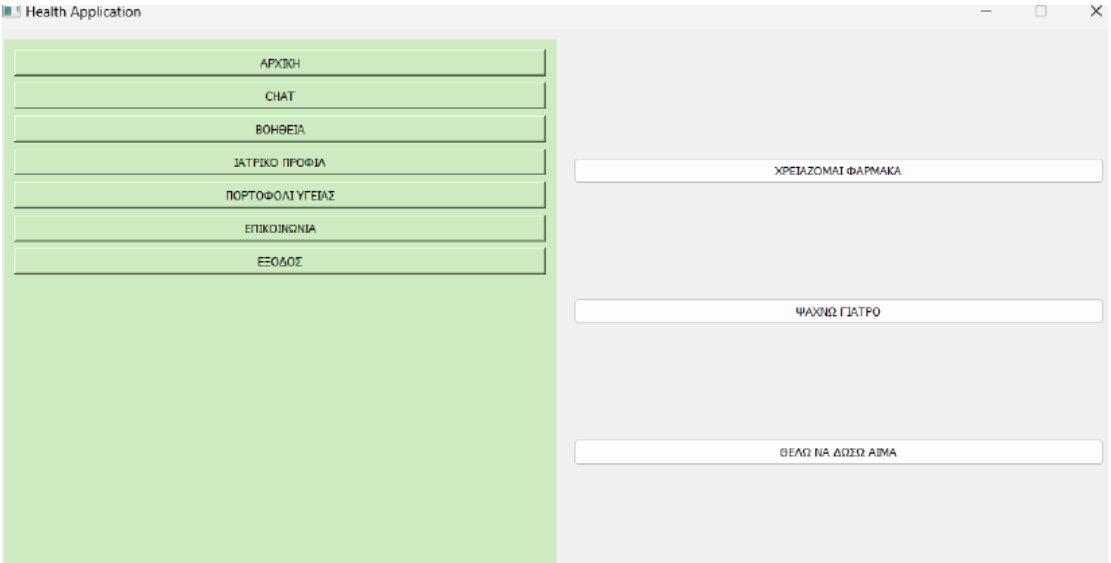 Health Application
ΑΡΧΙΚΗ
CHAT
ΒΟΗΘΕΙΑ
ΙΑΤΡΙΚΟ ΠΡΟΦΙΛ
ΠΟΡΤΟΦΟΛΙ ΥΓΕΙΑΣ
ΕΠΙΚΟΙΝΩΝΙΑ
ΕΞΟΔΟΣ
ΧΡΕΙΑΖΟΜΑΙ ΦΑΡΜΑΚΑ
ΨΑΧΝΩ ΓΙΑΤΡΟ
ΘΕΛΩ ΝΑ ΔΩΣΩ ΑΙΜΑ